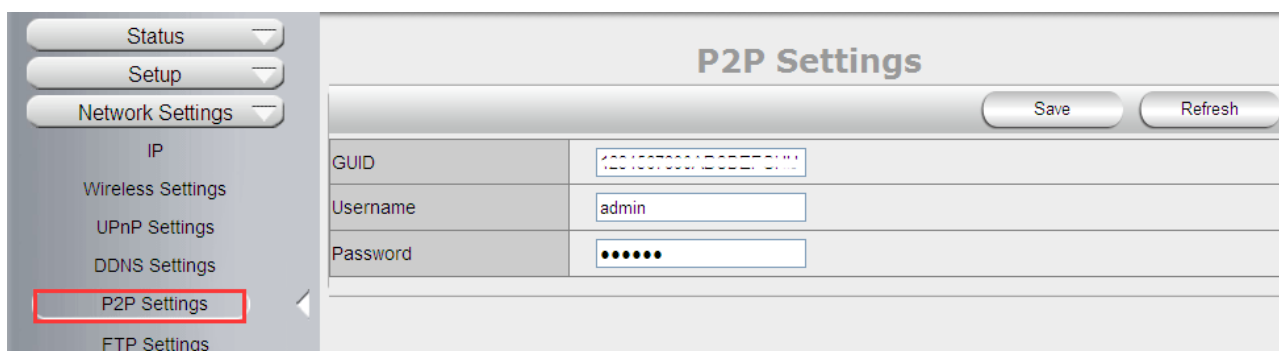 Status
Setup
Network Settings
IP
Wireless Settings
UPnP Settings
DDNS Settings
P2P Settings
FTP Settings
P2P Settings
Save Refresh
GUID
Username admin
Password ••••••